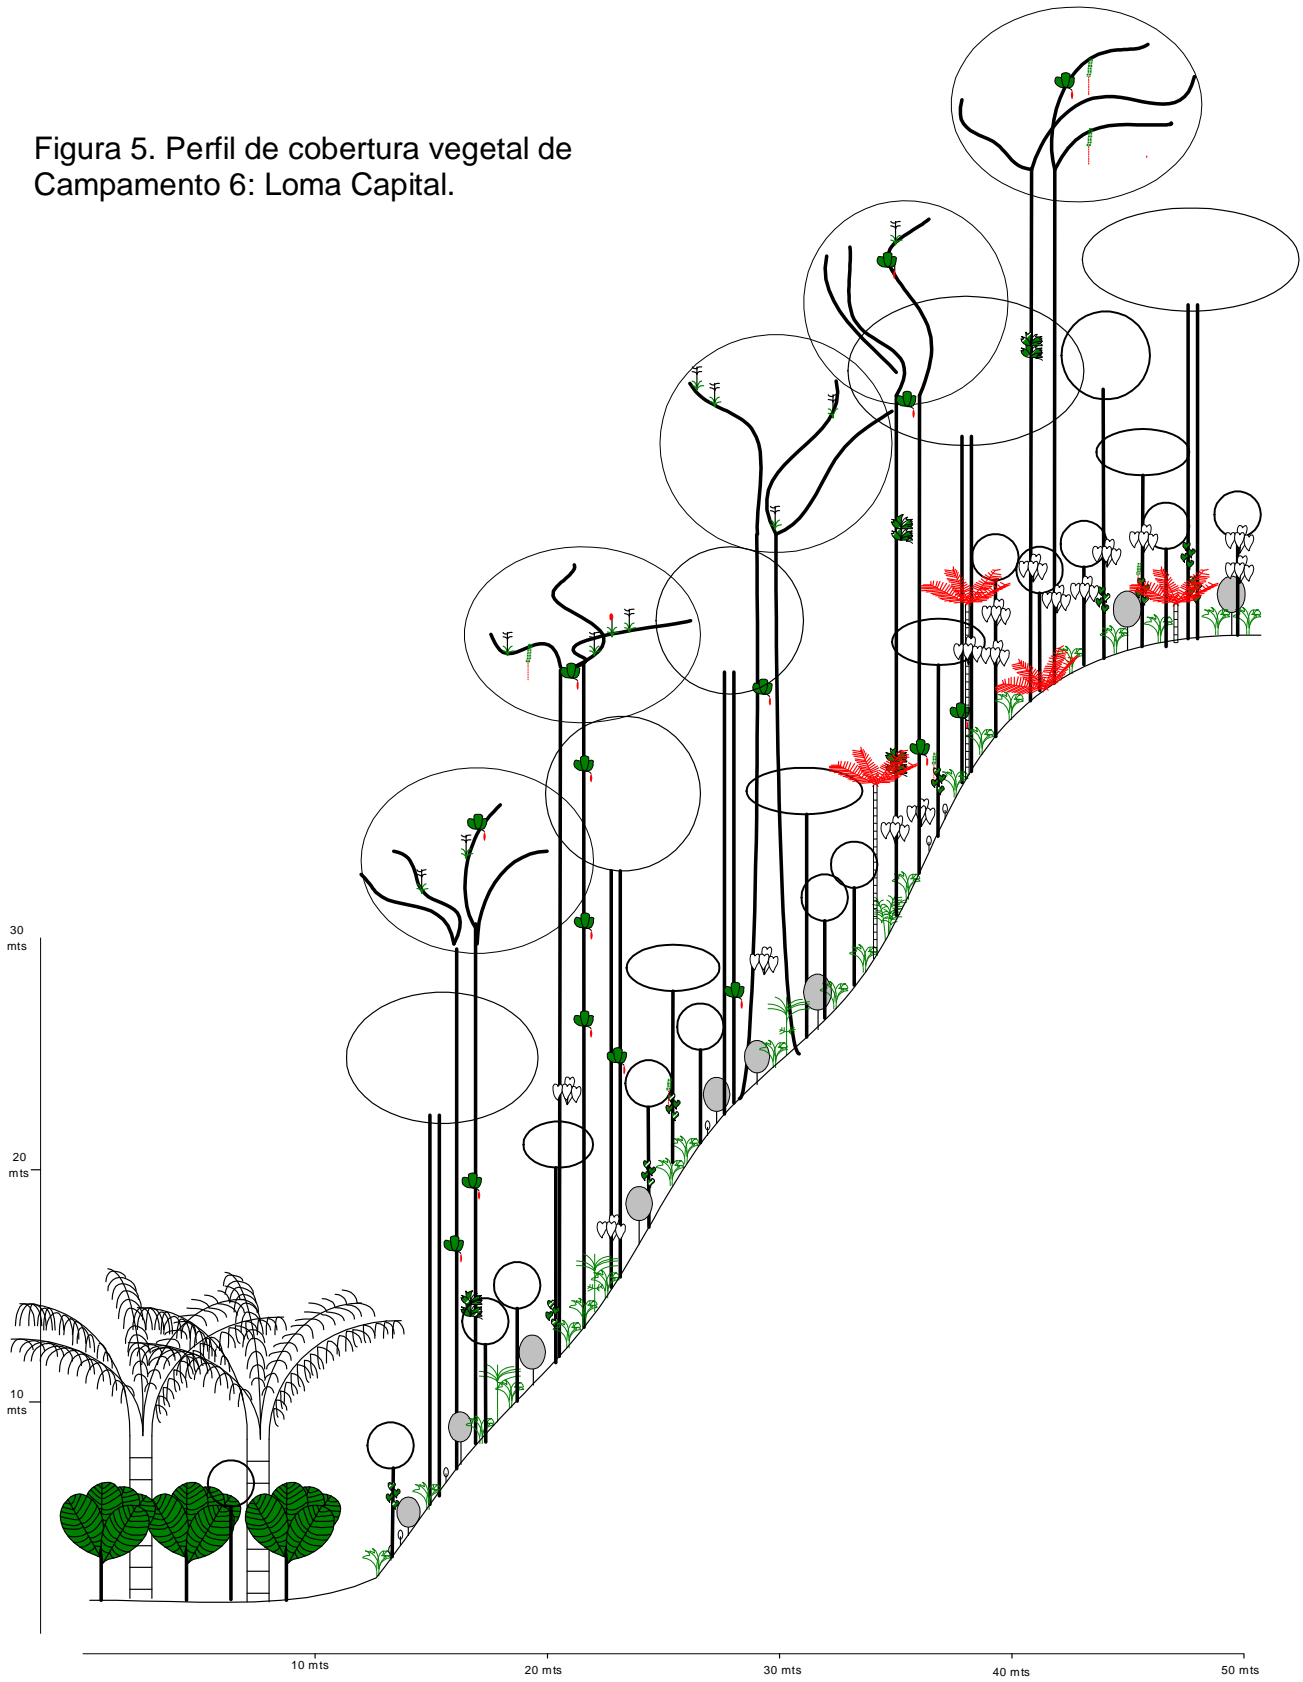 Figura 5. Perfil de cobertura vegetal de
Campamento 6: Loma Capital.
30
mts
20
mts
10
mts
10 mts
20 mts
30 mts
40 mts
50 mts